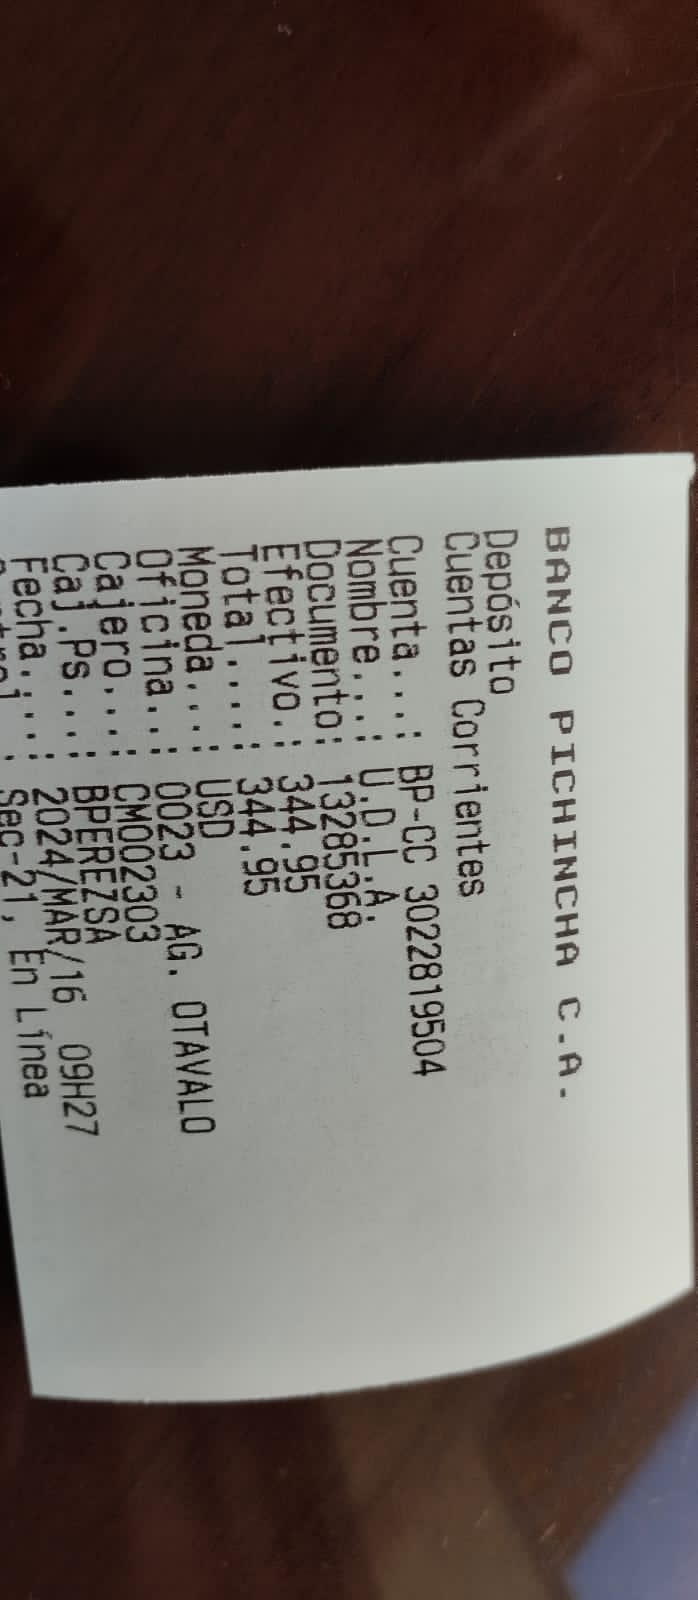 BANCO PICHINCHA C.A.
Depósito
Cuentas Corrientes
Cuenta...: BP-CC 3022819504
Nombre...: U.D.L.A.
Documento: 13285368
Efectivo.: 344.95
Total....: 344.95
Moneda...: USD
Oficina..: 0023 - AG. OTAVALO
Cajero...: CM002303
Caj.Ps...: BPEREZSA
Fecha....: 2024/MAR/16 09H27
Sec-21, En Línea